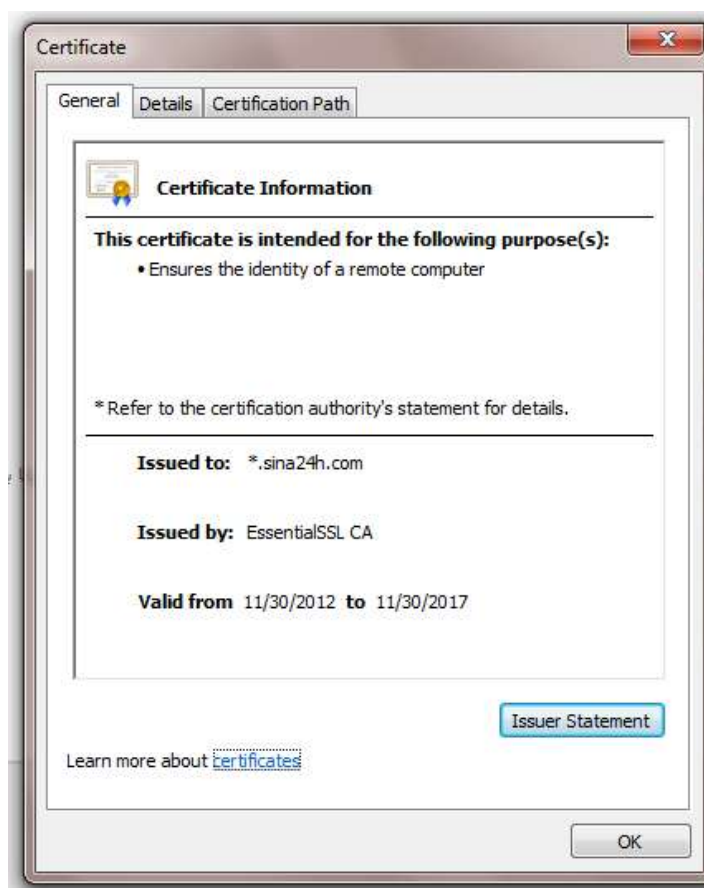 Certificate
General Details Certification Path
Certificate Information
This certificate is intended for the following purpose(s):
• Ensures the identity of a remote computer
* Refer to the certification authority's statement for details.
Issued to: *.sina24h.com
Issued by: EssentialSSL CA
Valid from 11/30/2012 to 11/30/2017
Issuer Statement
Learn more about certificates
OK